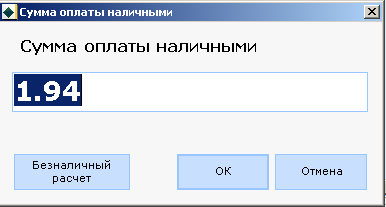 Сумма оплаты наличными
Сумма оплаты наличными
1.94
Безналичный
расчет
OK
Отмена